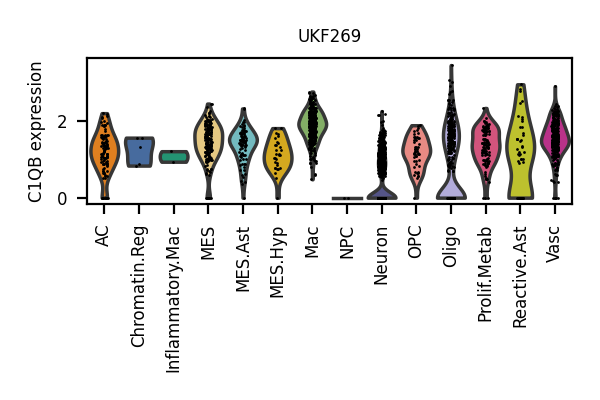 UKF269
C1QB expression
2
0
AC
Chromatin.Reg
Inflammatory.Mac
MES
MES.Ast
MES.Hyp
Mac
NPC
Neuron
OPC
Oligo
Prolif.Metab
Reactive.Ast
Vasc